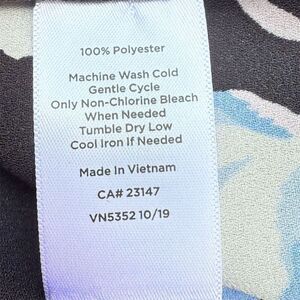 100% Polyester
Machine Wash Cold
Gentle Cycle
Only Non-Chlorine Bleach
When Needed
Tumble Dry Low
Cool Iron if Needed
Made In Vietnam
CA# 23147
VN5352 10/19